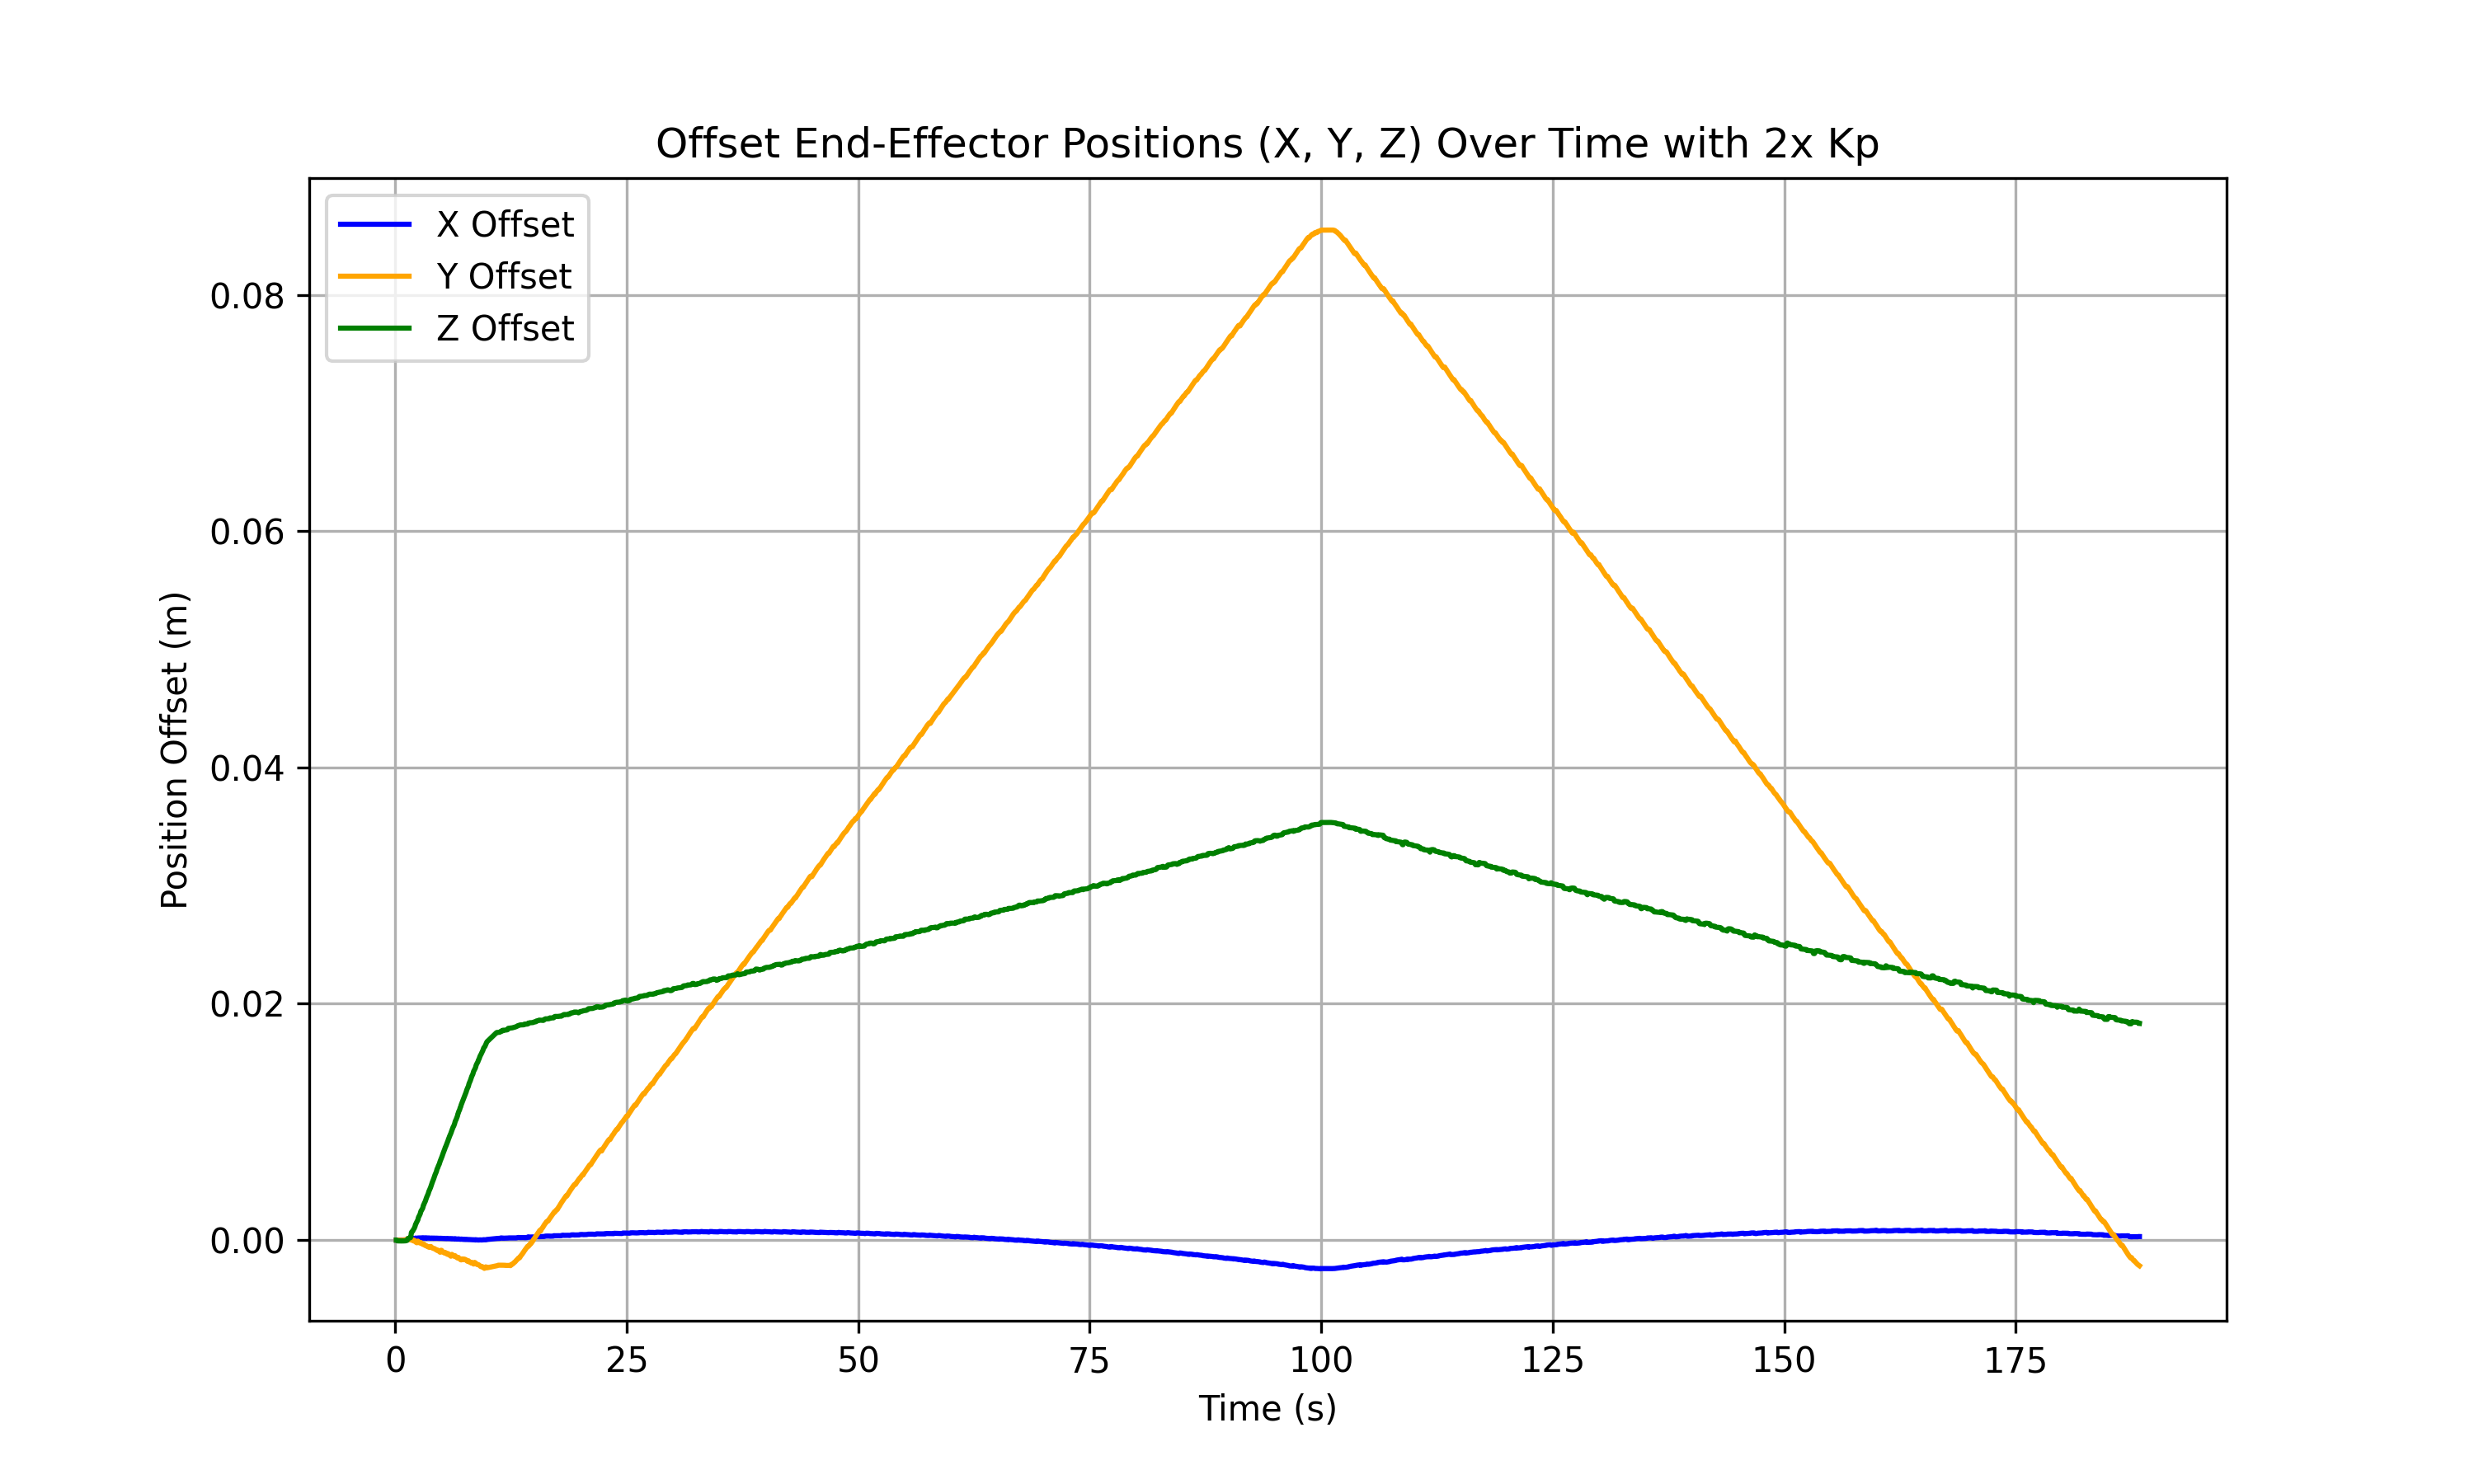 Offset End-Effector Positions (X, Y, Z) Over Time with 2x Kp
X Offset
Y Offset
Z Offset
Position Offset (m)
0.08
0.06
0.04
0.02
0.00
0 25 50 75 100 125 150 175
Time (s)